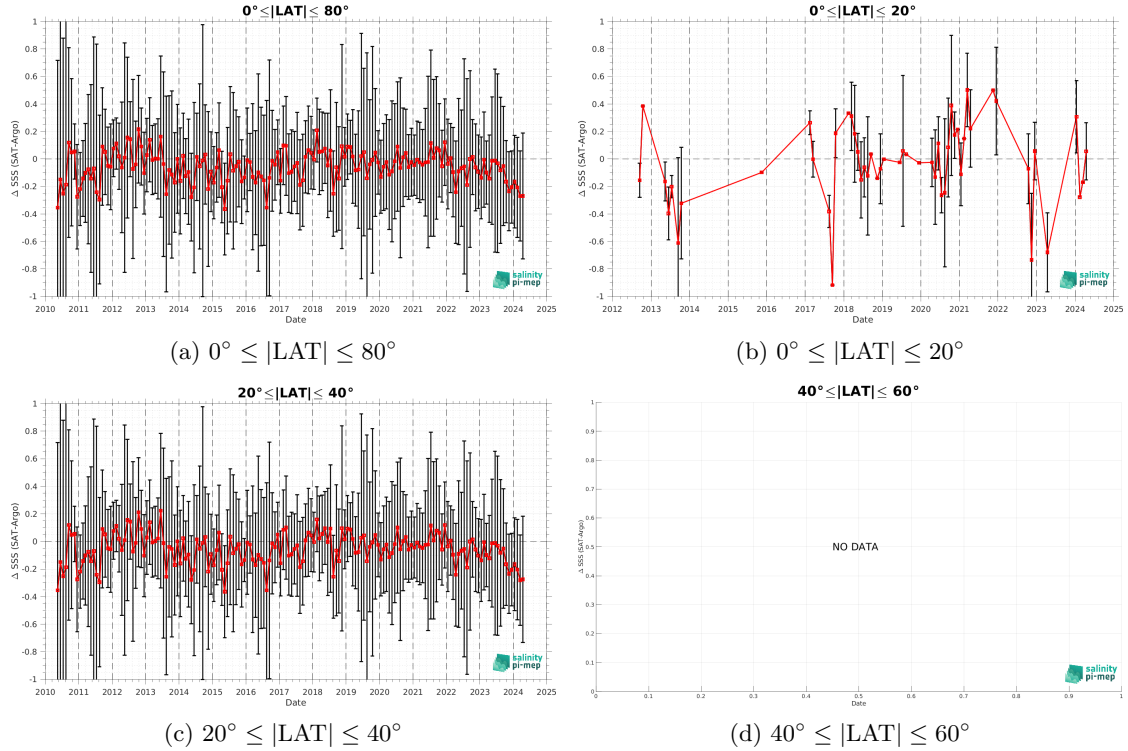 0°≤|LAT|≤ 80°
Δ SSS (SAT-Argo)
1
0.8
0.6
0.4
0.2
0
-0.2
-0.4
-0.6
-0.8
-1
2010 2011 2012 2013 2014 2015 2016 2017 2018 2019 2020 2021 2022 2023 2024 2025
Date
salinity
pi-mep
(a) 0° ≤ |LAT| ≤ 80°
0°≤|LAT|≤ 20°
Δ SSS (SAT-Argo)
1
0.8
0.6
0.4
0.2
0
-0.2
-0.4
-0.6
-0.8
-1
2012 2013 2014 2015 2016 2017 2018 2019 2020 2021 2022 2023 2024 2025
Date
salinity
pi-mep
(b) 0° ≤ |LAT| ≤ 20°
20°≤|LAT|≤ 40°
Δ SSS (SAT-Argo)
1
0.8
0.6
0.4
0.2
0
-0.2
-0.4
-0.6
-0.8
-1
2010 2011 2012 2013 2014 2015 2016 2017 2018 2019 2020 2021 2022 2023 2024 2025
Date
salinity
pi-mep
(c) 20° ≤ |LAT| ≤ 40°
40°≤|LAT|≤ 60°
Δ SSS (SAT-Argo)
1
0.9
0.8
0.7
0.6
0.5
0.4
0.3
0.2
0.1
0
NO DATA
0 0.1 0.2 0.3 0.4 0.5 0.6 0.7 0.8 0.9 1
Date
salinity
pi-mep
(d) 40° ≤ |LAT| ≤ 60°